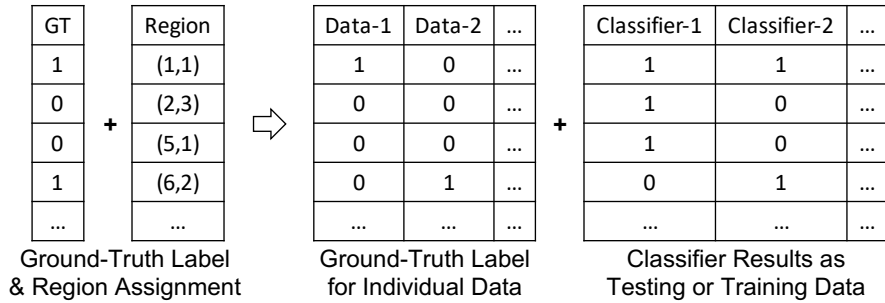 GT Region Data-1 Data-2 ... Classifier-1 Classifier-2 ...
1 (1,1) 1 0 ... 1 1 ...
0 (2,3) 0 0 ... 1 0 ...
+ +
0 (5,1) 0 0 ... 1 0 ...
1 (6,2) 0 1 ... 0 1 ...
... ... ... ... ... ... ... ...
Ground-Truth Label
& Region Assignment
Ground-Truth Label
for Individual Data
Classifier Results as
Testing or Training Data